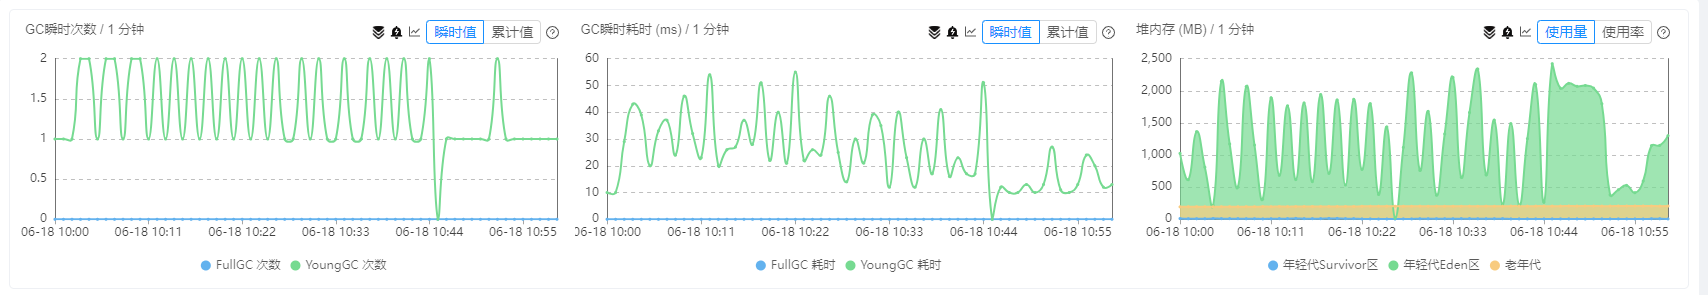 GC瞬时次数 / 1 分钟
瞬时值 累计值
2
1.5
1
0.5
0
06-18 10:00 06-18 10:11 06-18 10:22 06-18 10:33 06-18 10:44 06-18 10:55
FullGC 次数 YoungGC 次数
GC瞬时耗时 (ms) / 1 分钟
瞬时值 累计值
60
50
40
30
20
10
0
06-18 10:00 06-18 10:11 06-18 10:22 06-18 10:33 06-18 10:44 06-18 10:55
FullGC 耗时 YoungGC 耗时
堆内存 (MB) / 1 分钟
使用量 使用率
2,500
2,000
1,500
1,000
500
0
06-18 10:00 06-18 10:11 06-18 10:22 06-18 10:33 06-18 10:44 06-18 10:55
年轻代Survivor区 年轻代Eden区 老年代